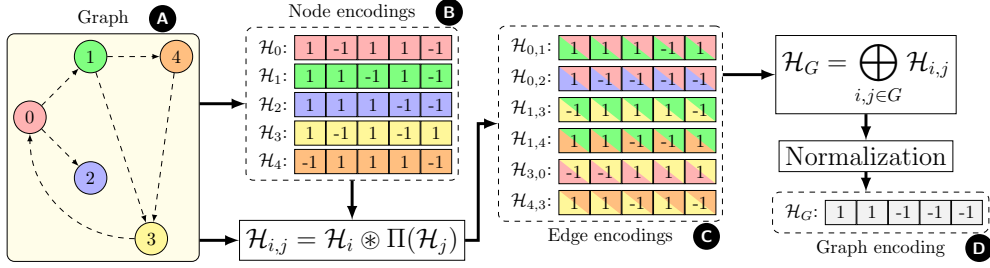 Graph A
1
4
0
2
3
Node encodings B
ℋ₀: 1 -1 1 1 -1
ℋ₁: 1 1 -1 1 -1
ℋ₂: 1 1 1 -1 -1
ℋ₃: 1 -1 1 -1 1
ℋ₄: -1 1 1 1 -1
ℋᵢ,ⱼ = ℋᵢ ⊛ Π(ℋⱼ)
ℋ₀,₁: 1 1 1 -1 1
ℋ₀,₂: -1 -1 -1 -1 -1
ℋ₁,₃: -1 1 1 1 1
ℋ₁,₄: 1 1 -1 -1 1
ℋ₃,₀: -1 -1 1 1 1
ℋ₄,₃: 1 1 -1 1 -1
Edge encodings C
ℋ_G = ⨁ ℋᵢ,ⱼ
i,j∈G
Normalization
ℋ_G: 1 1 -1 -1 -1
Graph encoding D